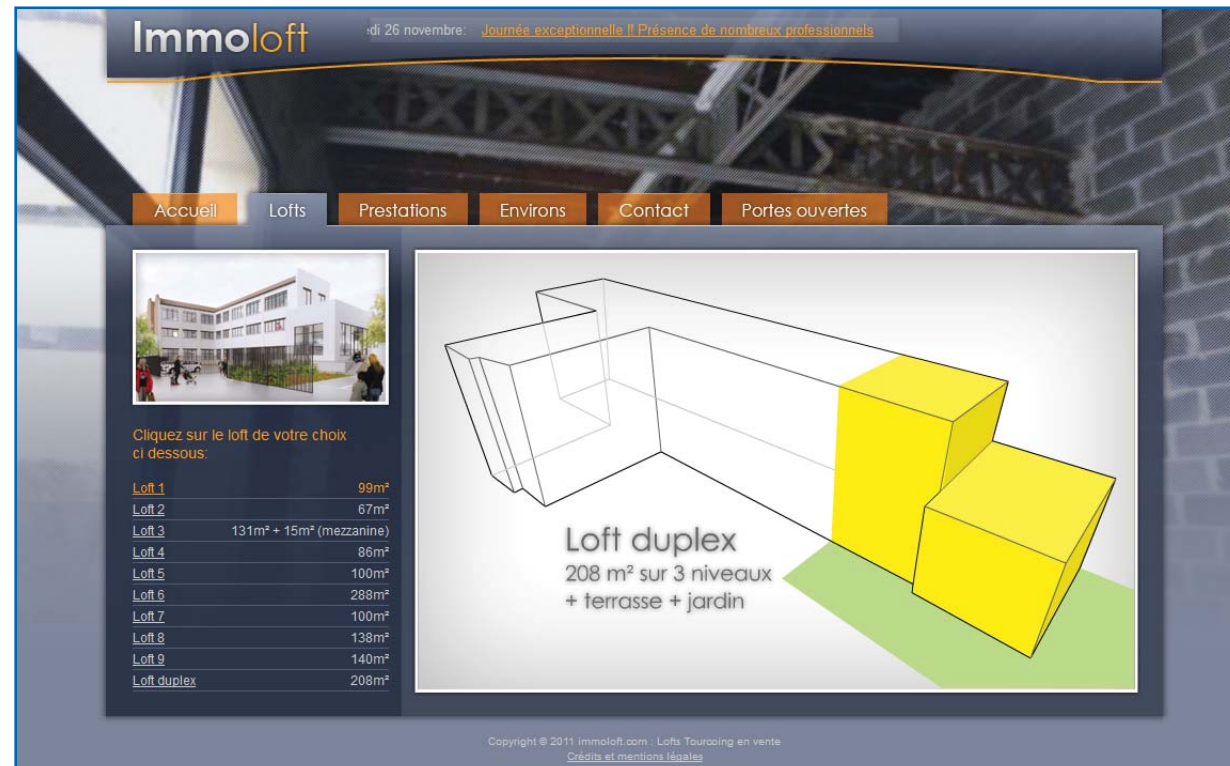 Immoloft
di 26 novembre: Journée exceptionnelle !! Présence de nombreux professionnels
Accueil Lofts Prestations Environs Contact Portes ouvertes
Cliquez sur le loft de votre choix
ci dessous:
Loft 1 99m²
Loft 2 67m²
Loft 3 131m² + 15m² (mezzanine)
Loft 4 86m²
Loft 5 100m²
Loft 6 288m²
Loft 7 100m²
Loft 8 138m²
Loft 9 140m²
Loft duplex 208m²
Loft duplex
208 m² sur 3 niveaux
+ terrasse + jardin
Copyright © 2011 immoloft.com : Lofts Tourcoing en vente
Crédits et mentions légales